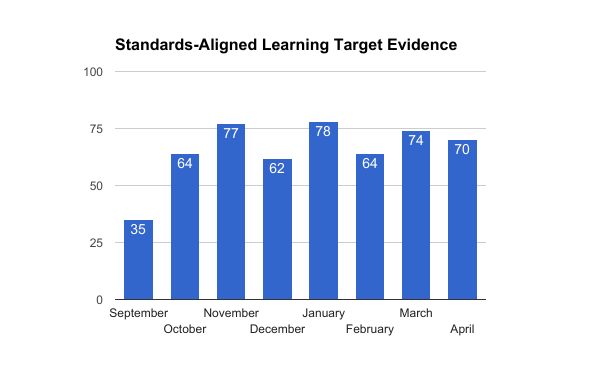 Standards-Aligned Learning Target Evidence
100
75
50
25
0
35
64
77
62
78
64
74
70
September
October
November
December
January
February
March
April